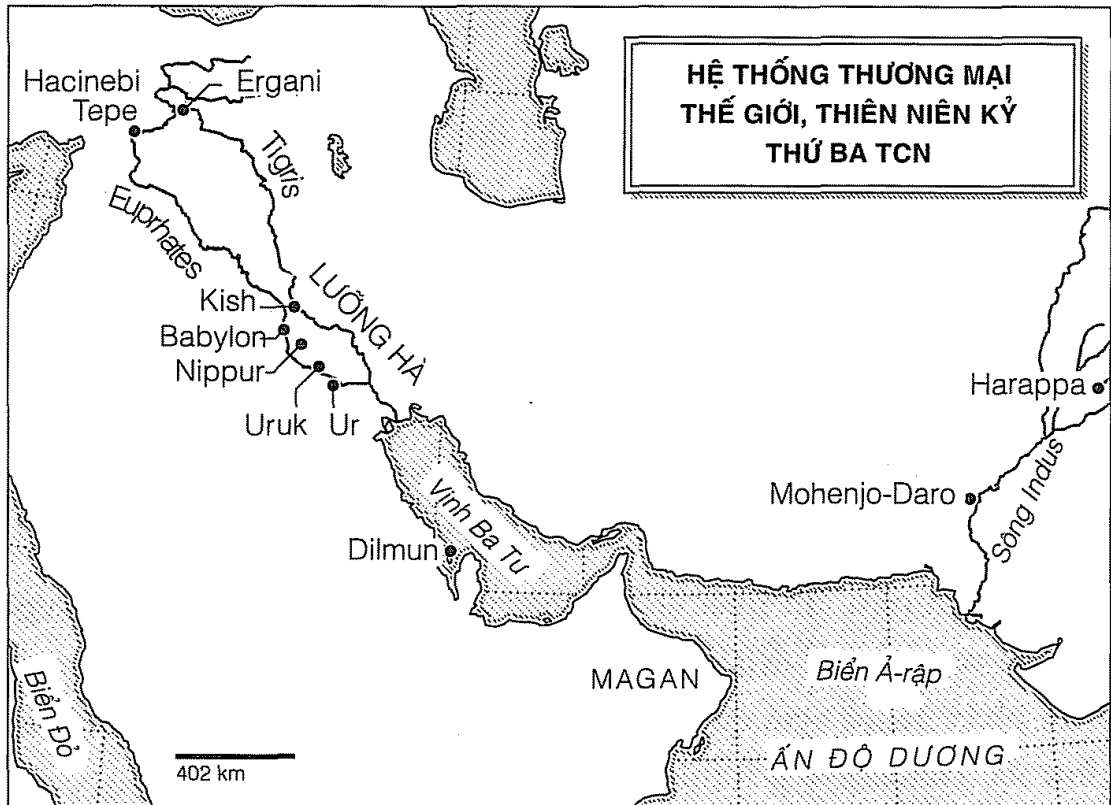 HỆ THỐNG THƯƠNG MẠI
THẾ GIỚI, THIÊN NIÊN KỶ
THỨ BA TCN
Hacinebi
Tepe
Ergani
Tigris
Euprhates
LƯỠNG HÀ
Kish
Babylon
Nippur
Uruk
Ur
Harappa
Mohenjo-Daro
Sông Indus
Vịnh Ba Tư
Dilmun
MAGAN
Biển Ả-rập
Biển Đỏ
ẤN ĐỘ DƯƠNG
402 km